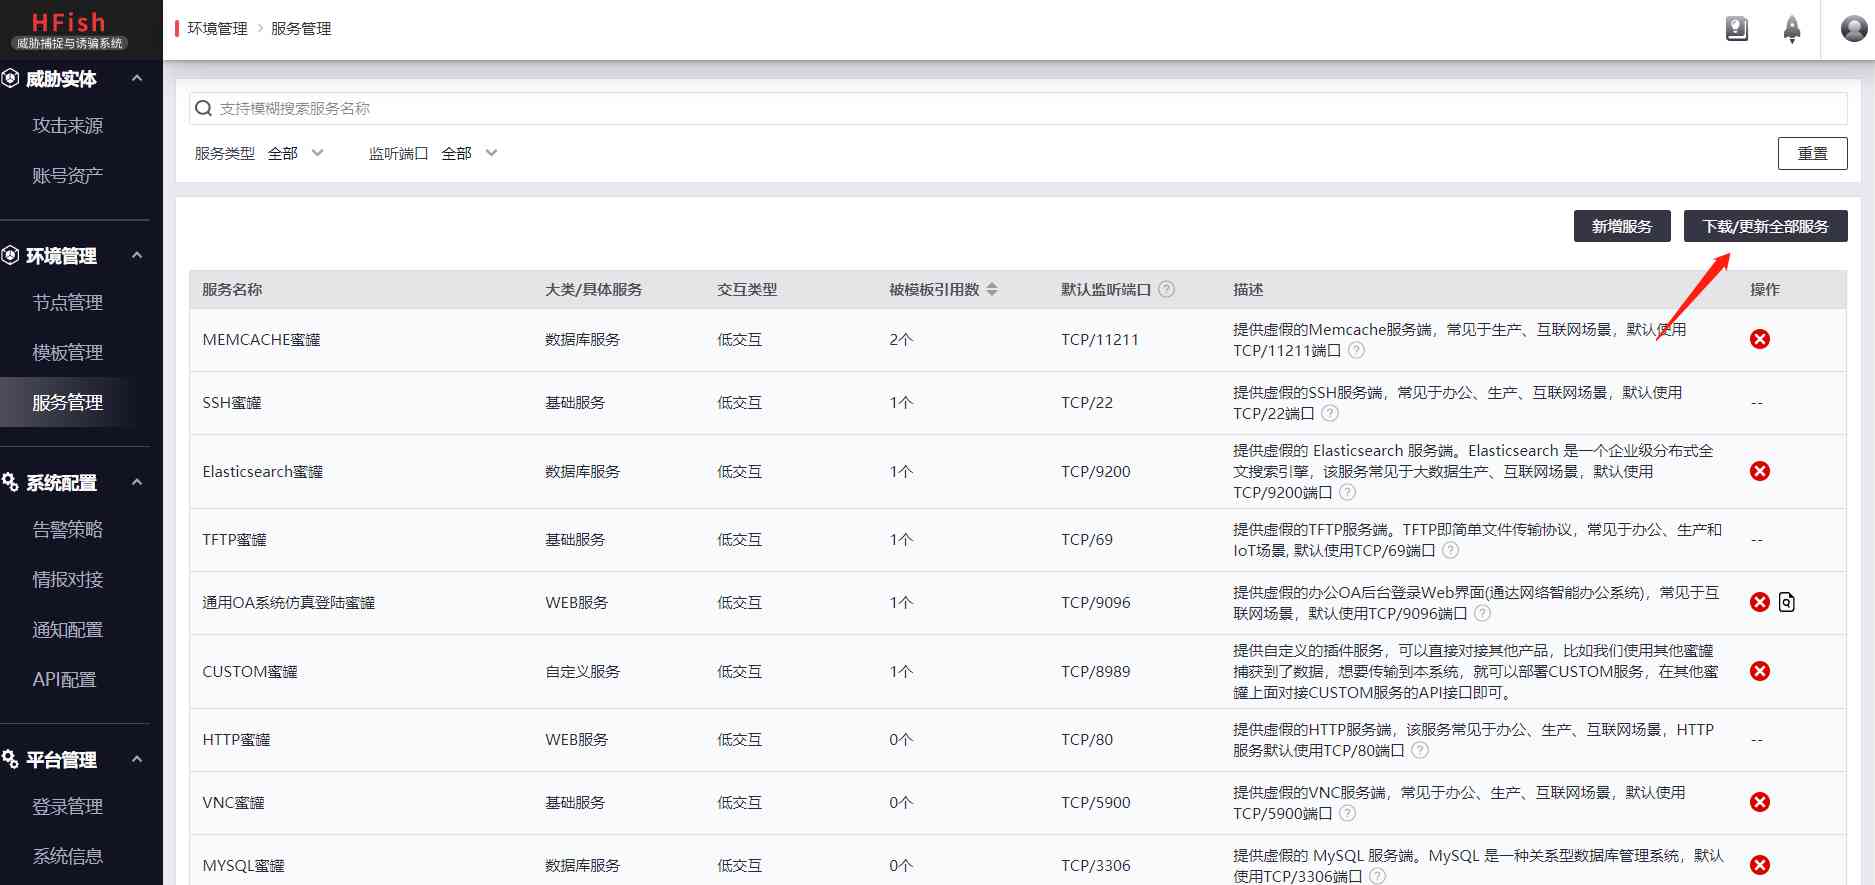 HFish
威胁捕捉与诱骗系统
环境管理 > 服务管理
威胁实体
攻击来源
账号资产
环境管理
节点管理
模板管理
服务管理
系统配置
告警策略
情报对接
通知配置
API配置
平台管理
登录管理
系统信息
支持模糊搜索服务名称
服务类型 全部 监听端口 全部 重置
新增服务 下载/更新全部服务
服务名称 大类/具体服务 交互类型 被模板引用数 默认监听端口 描述 操作
MEMCACHE蜜罐 数据库服务 低交互 2个 TCP/11211 提供虚假的Memcache服务端，常见于生产、互联网场景，默认使用
TCP/11211端口
SSH蜜罐 基础服务 低交互 1个 TCP/22 提供虚假的SSH服务端，常见于办公、生产、互联网场景，默认使用 --
TCP/22端口
Elasticsearch蜜罐 数据库服务 低交互 1个 TCP/9200 提供虚假的 Elasticsearch 服务端。Elasticsearch 是一个企业级分布式全
文搜索引擎，该服务常见于大数据生产、互联网场景，默认使用
TCP/9200端口
TFTP蜜罐 基础服务 低交互 1个 TCP/69 提供虚假的TFTP服务端。TFTP即简单文件传输协议，常见于办公、生产和 --
IoT场景, 默认使用TCP/69端口
通用OA系统仿真登陆蜜罐 WEB服务 低交互 1个 TCP/9096 提供虚假的办公OA后台登录Web界面(通达网络智能办公系统)，常见于互
联网场景，默认使用TCP/9096端口
CUSTOM蜜罐 自定义服务 低交互 1个 TCP/8989 提供自定义的插件服务，可以直接对接其他产品，比如我们使用其他蜜罐
捕获到了数据，想要传输到本系统，就可以部署CUSTOM服务，在其他蜜
罐上面对接CUSTOM服务的API接口即可。
HTTP蜜罐 WEB服务 低交互 0个 TCP/80 提供虚假的HTTP服务端，该服务常见于办公、生产、互联网场景，HTTP --
服务默认使用TCP/80端口
VNC蜜罐 基础服务 低交互 0个 TCP/5900 提供虚假的VNC服务端，常见于办公、生产、互联网场景，默认使用
TCP/5900端口
MYSQL蜜罐 数据库服务 低交互 0个 TCP/3306 提供虚假的 MySQL 服务端。MySQL 是一种关系型数据库管理系统，默认
使用TCP/3306端口